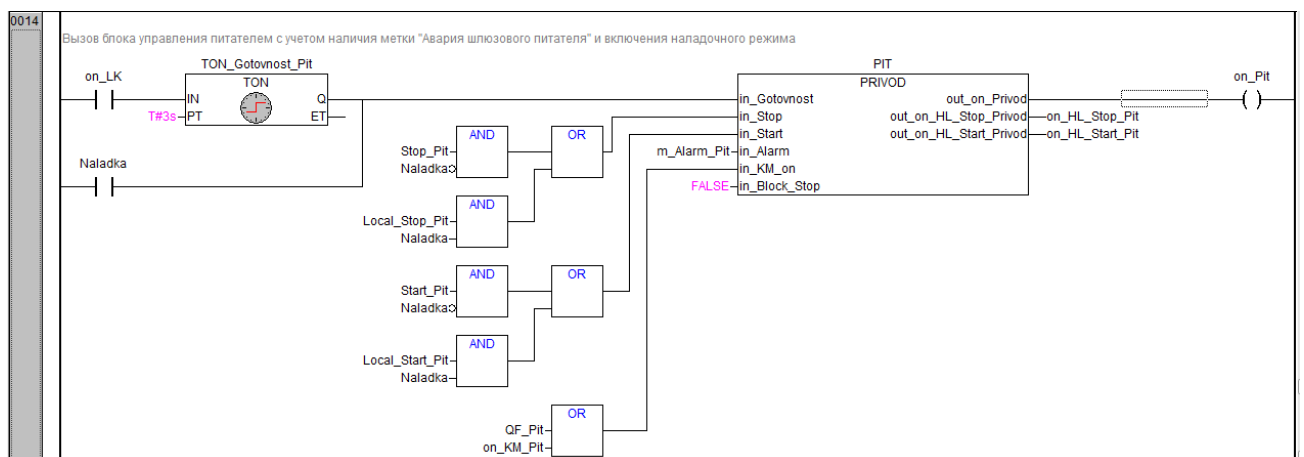 0014
Вызов блока управления питателем с учетом наличия метки "Авария шлюзового питателя" и включения наладочного режима
on_LK
TON_Gotovnost_Pit
TON
IN
Q
T#3s
PT
ET
Naladka
PIT
PRIVOD
in_Gotovnost
out_on_Privod
on_Pit
in_Stop
out_on_HL_Stop_Privod
on_HL_Stop_Pit
in_Start
out_on_HL_Start_Privod
on_HL_Start_Pit
m_Alarm_Pit
in_Alarm
in_KM_on
FALSE
in_Block_Stop
AND
OR
Stop_Pit
Naladka
AND
Local_Stop_Pit
Naladka
AND
OR
Start_Pit
Naladka
AND
Local_Start_Pit
Naladka
OR
QF_Pit
on_KM_Pit